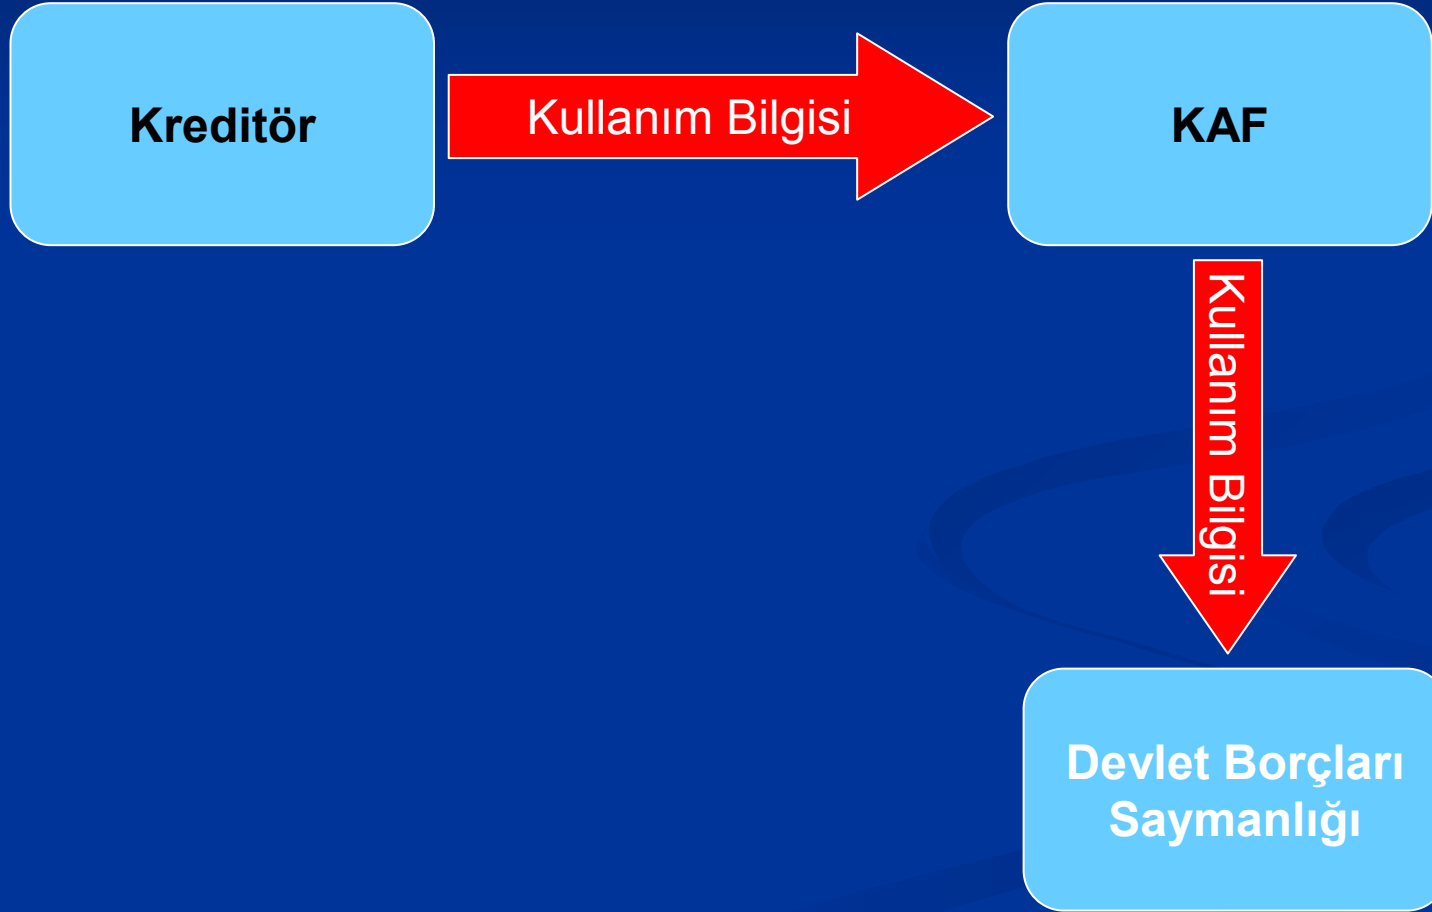 Kreditör
Kullanım Bilgisi
KAF
Kullanım Bilgisi
Devlet Borçları
Saymanlığı